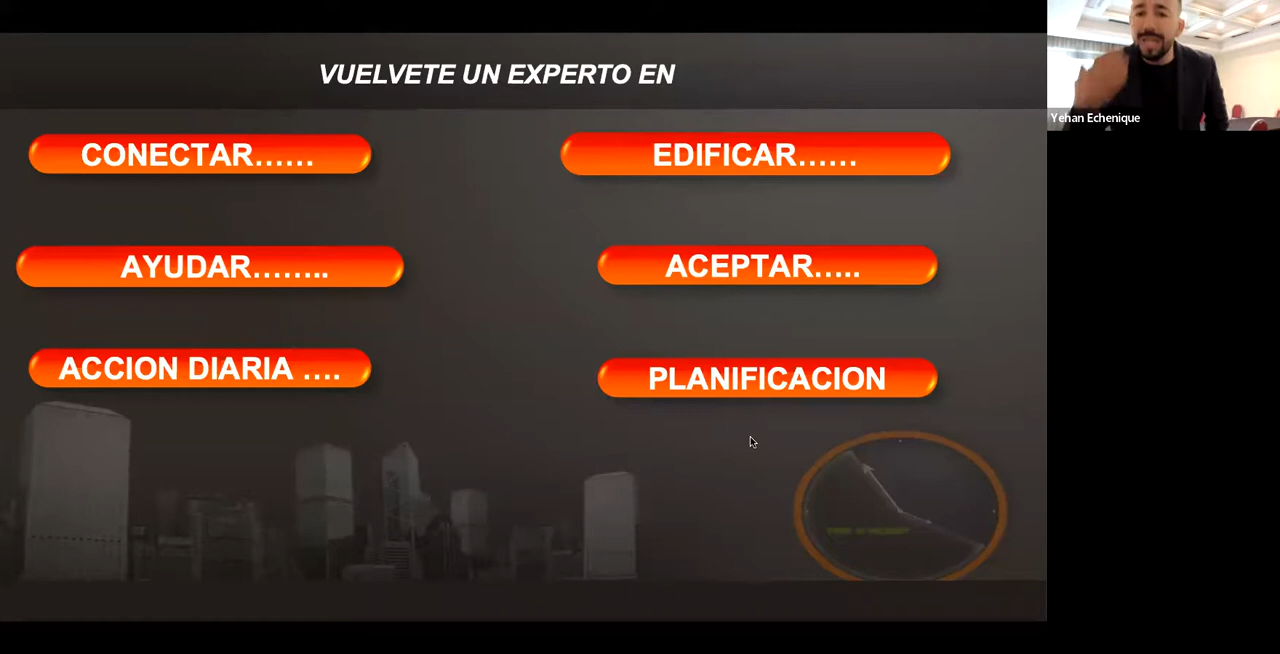 VUELVETE UN EXPERTO EN
CONECTAR......
EDIFICAR......
AYUDAR........
ACEPTAR.....
ACCION DIARIA ....
PLANIFICACION
Yehan Echenique